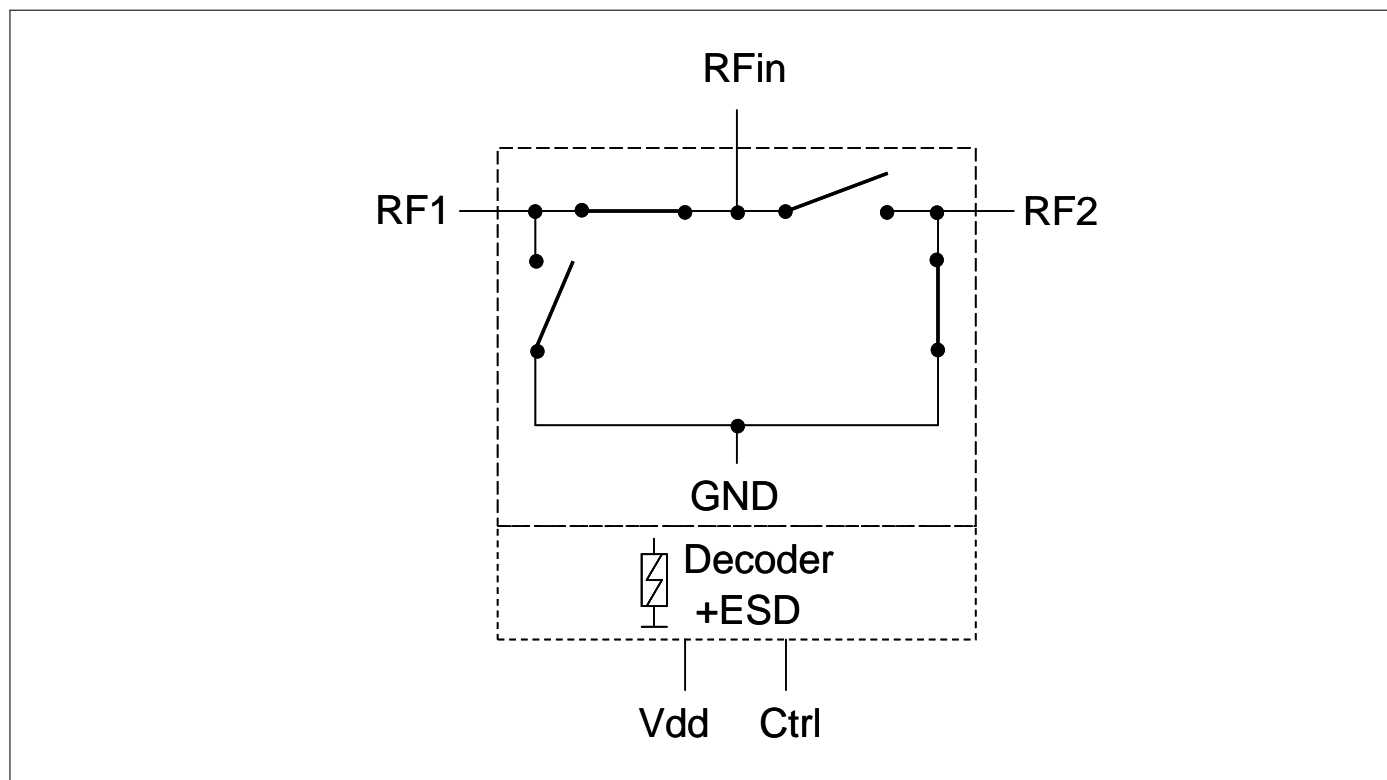 RFin
RF1
RF2
GND
Decoder
+ESD
Vdd
Ctrl